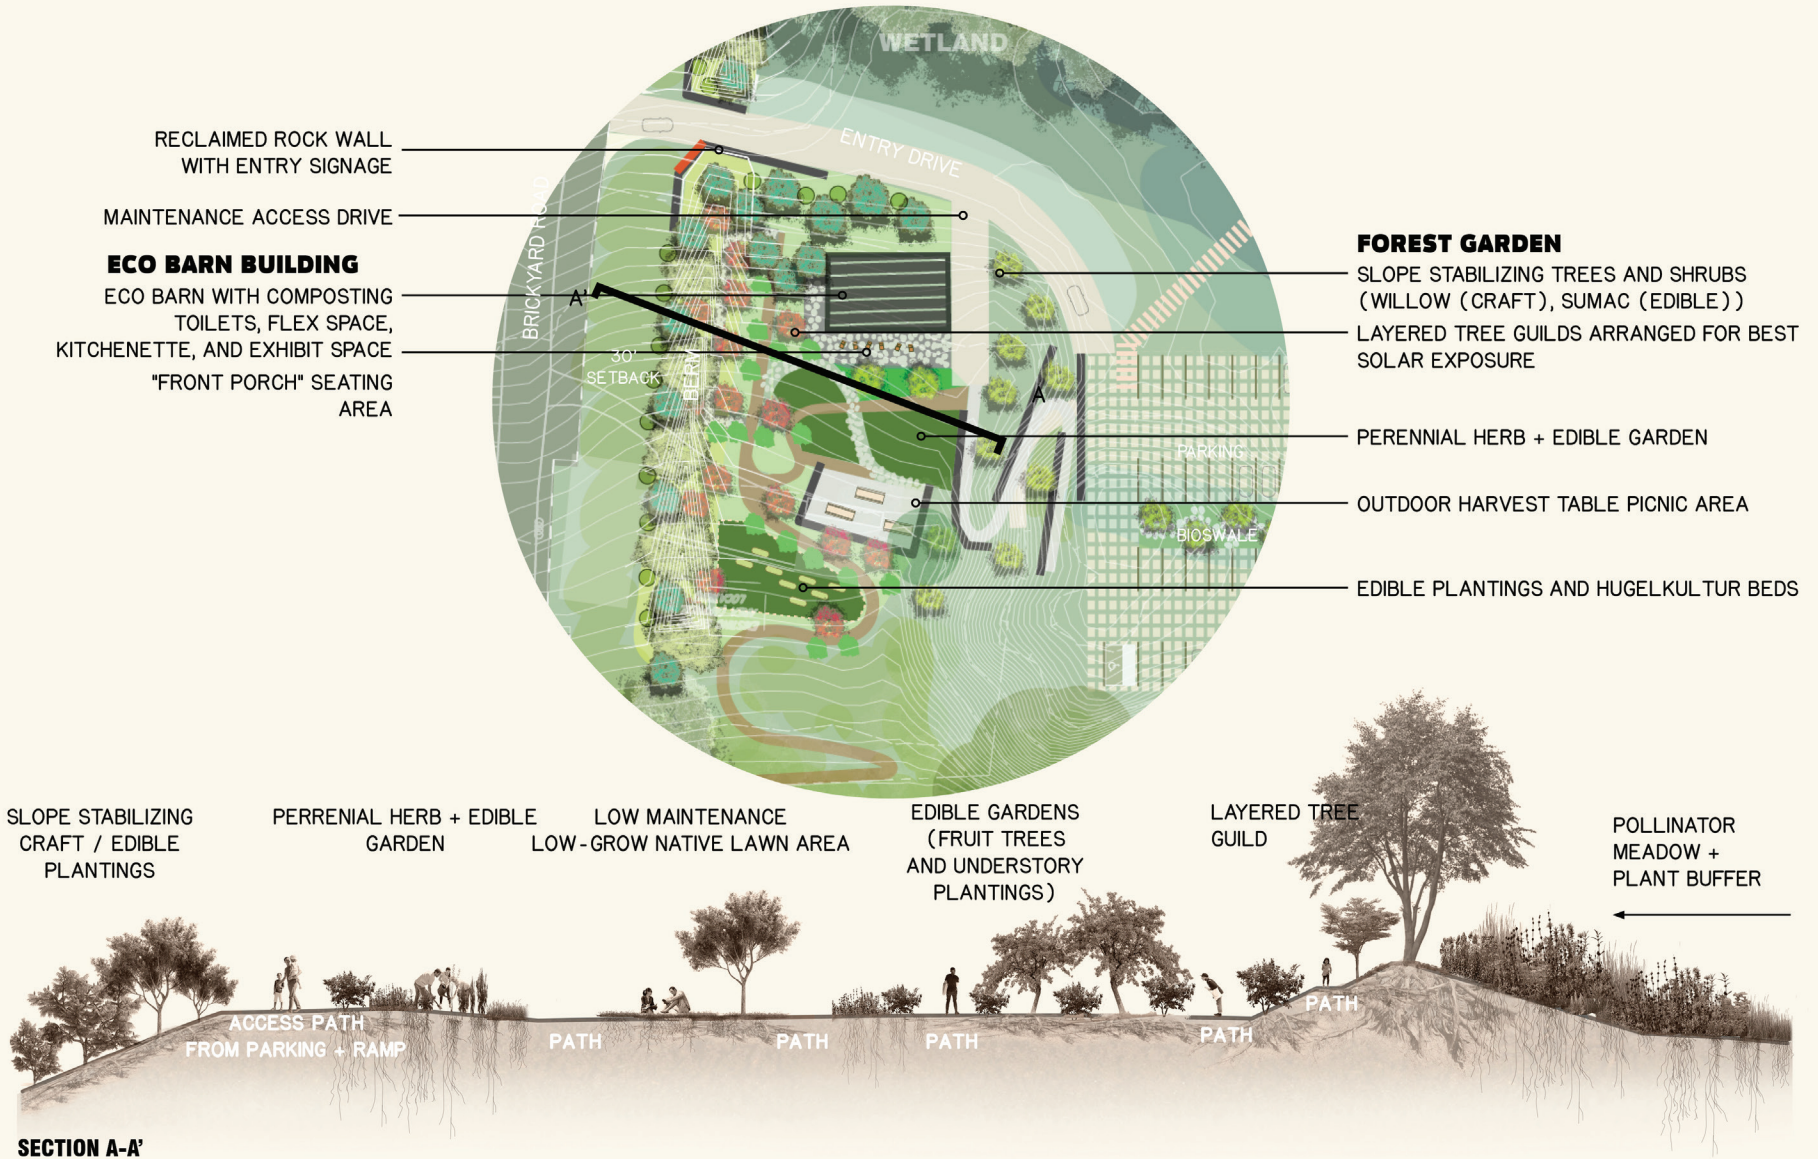 WETLAND
ENTRY DRIVE
BRICKYARD ROAD
RECLAIMED ROCK WALL
WITH ENTRY SIGNAGE
MAINTENANCE ACCESS DRIVE
ECO BARN BUILDING
ECO BARN WITH COMPOSTING
TOILETS, FLEX SPACE,
KITCHENETTE, AND EXHIBIT SPACE
"FRONT PORCH" SEATING
AREA
A'
30'
SETBACK
BERM
A
PARKING
BIOSWALE
FOREST GARDEN
SLOPE STABILIZING TREES AND SHRUBS
(WILLOW (CRAFT), SUMAC (EDIBLE))
LAYERED TREE GUILDS ARRANGED FOR BEST
SOLAR EXPOSURE
PERENNIAL HERB + EDIBLE GARDEN
OUTDOOR HARVEST TABLE PICNIC AREA
EDIBLE PLANTINGS AND HUGELKULTUR BEDS
SLOPE STABILIZING
CRAFT / EDIBLE
PLANTINGS
PERRENIAL HERB + EDIBLE
GARDEN
LOW MAINTENANCE
LOW-GROW NATIVE LAWN AREA
EDIBLE GARDENS
(FRUIT TREES
AND UNDERSTORY
PLANTINGS)
LAYERED TREE
GUILD
POLLINATOR
MEADOW +
PLANT BUFFER
ACCESS PATH
FROM PARKING + RAMP
PATH
PATH
PATH
PATH
PATH
SECTION A-A'